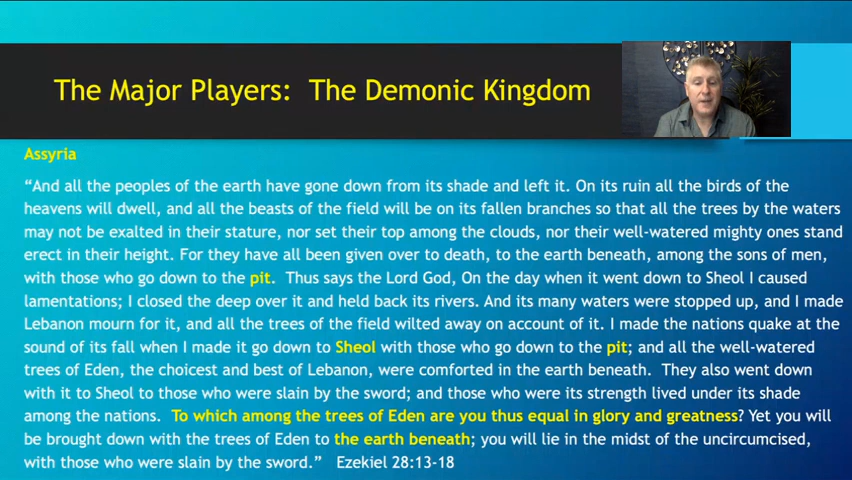 The Major Players:  The Demonic Kingdom
Assyria
“And all the peoples of the earth have gone down from its shade and left it. On its ruin all the birds of the
heavens will dwell, and all the beasts of the field will be on its fallen branches so that all the trees by the waters
may not be exalted in their stature, nor set their top among the clouds, nor their well-watered mighty ones stand
erect in their height. For they have all been given over to death, to the earth beneath, among the sons of men,
with those who go down to the pit.  Thus says the Lord God, On the day when it went down to Sheol I caused
lamentations; I closed the deep over it and held back its rivers. And its many waters were stopped up, and I made
Lebanon mourn for it, and all the trees of the field wilted away on account of it. I made the nations quake at the
sound of its fall when I made it go down to Sheol with those who go down to the pit; and all the well-watered
trees of Eden, the choicest and best of Lebanon, were comforted in the earth beneath.  They also went down
with it to Sheol to those who were slain by the sword; and those who were its strength lived under its shade
among the nations.  To which among the trees of Eden are you thus equal in glory and greatness? Yet you will
be brought down with the trees of Eden to the earth beneath; you will lie in the midst of the uncircumcised,
with those who were slain by the sword.”   Ezekiel 28:13-18